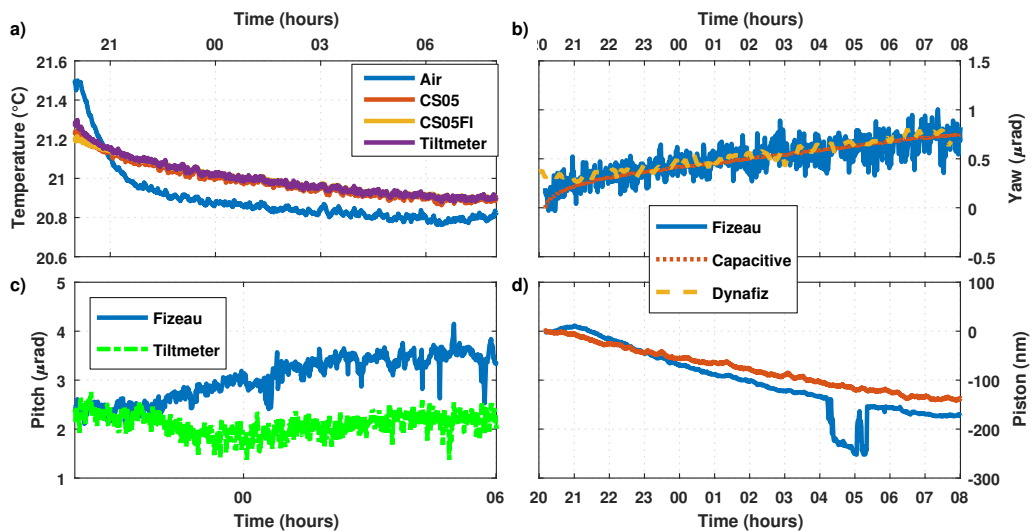 Time (hours)
a)
21 00 03 06
21.6
21.4
21.2
21
20.8
20.6
Temperature (°C)
Air
CS05
CS05FI
Tiltmeter
Time (hours)
b)
20 21 22 23 00 01 02 03 04 05 06 07 08
1.5
1
0.5
0
-0.5
Yaw (μrad)
Fizeau
Capacitive
Dynafiz
c)
5
4
3
2
1
Pitch (μrad)
Fizeau
Tiltmeter
00 06
Time (hours)
d)
100
0
-100
-200
-300
Piston (nm)
20 21 22 23 00 01 02 03 04 05 06 07 08
Time (hours)